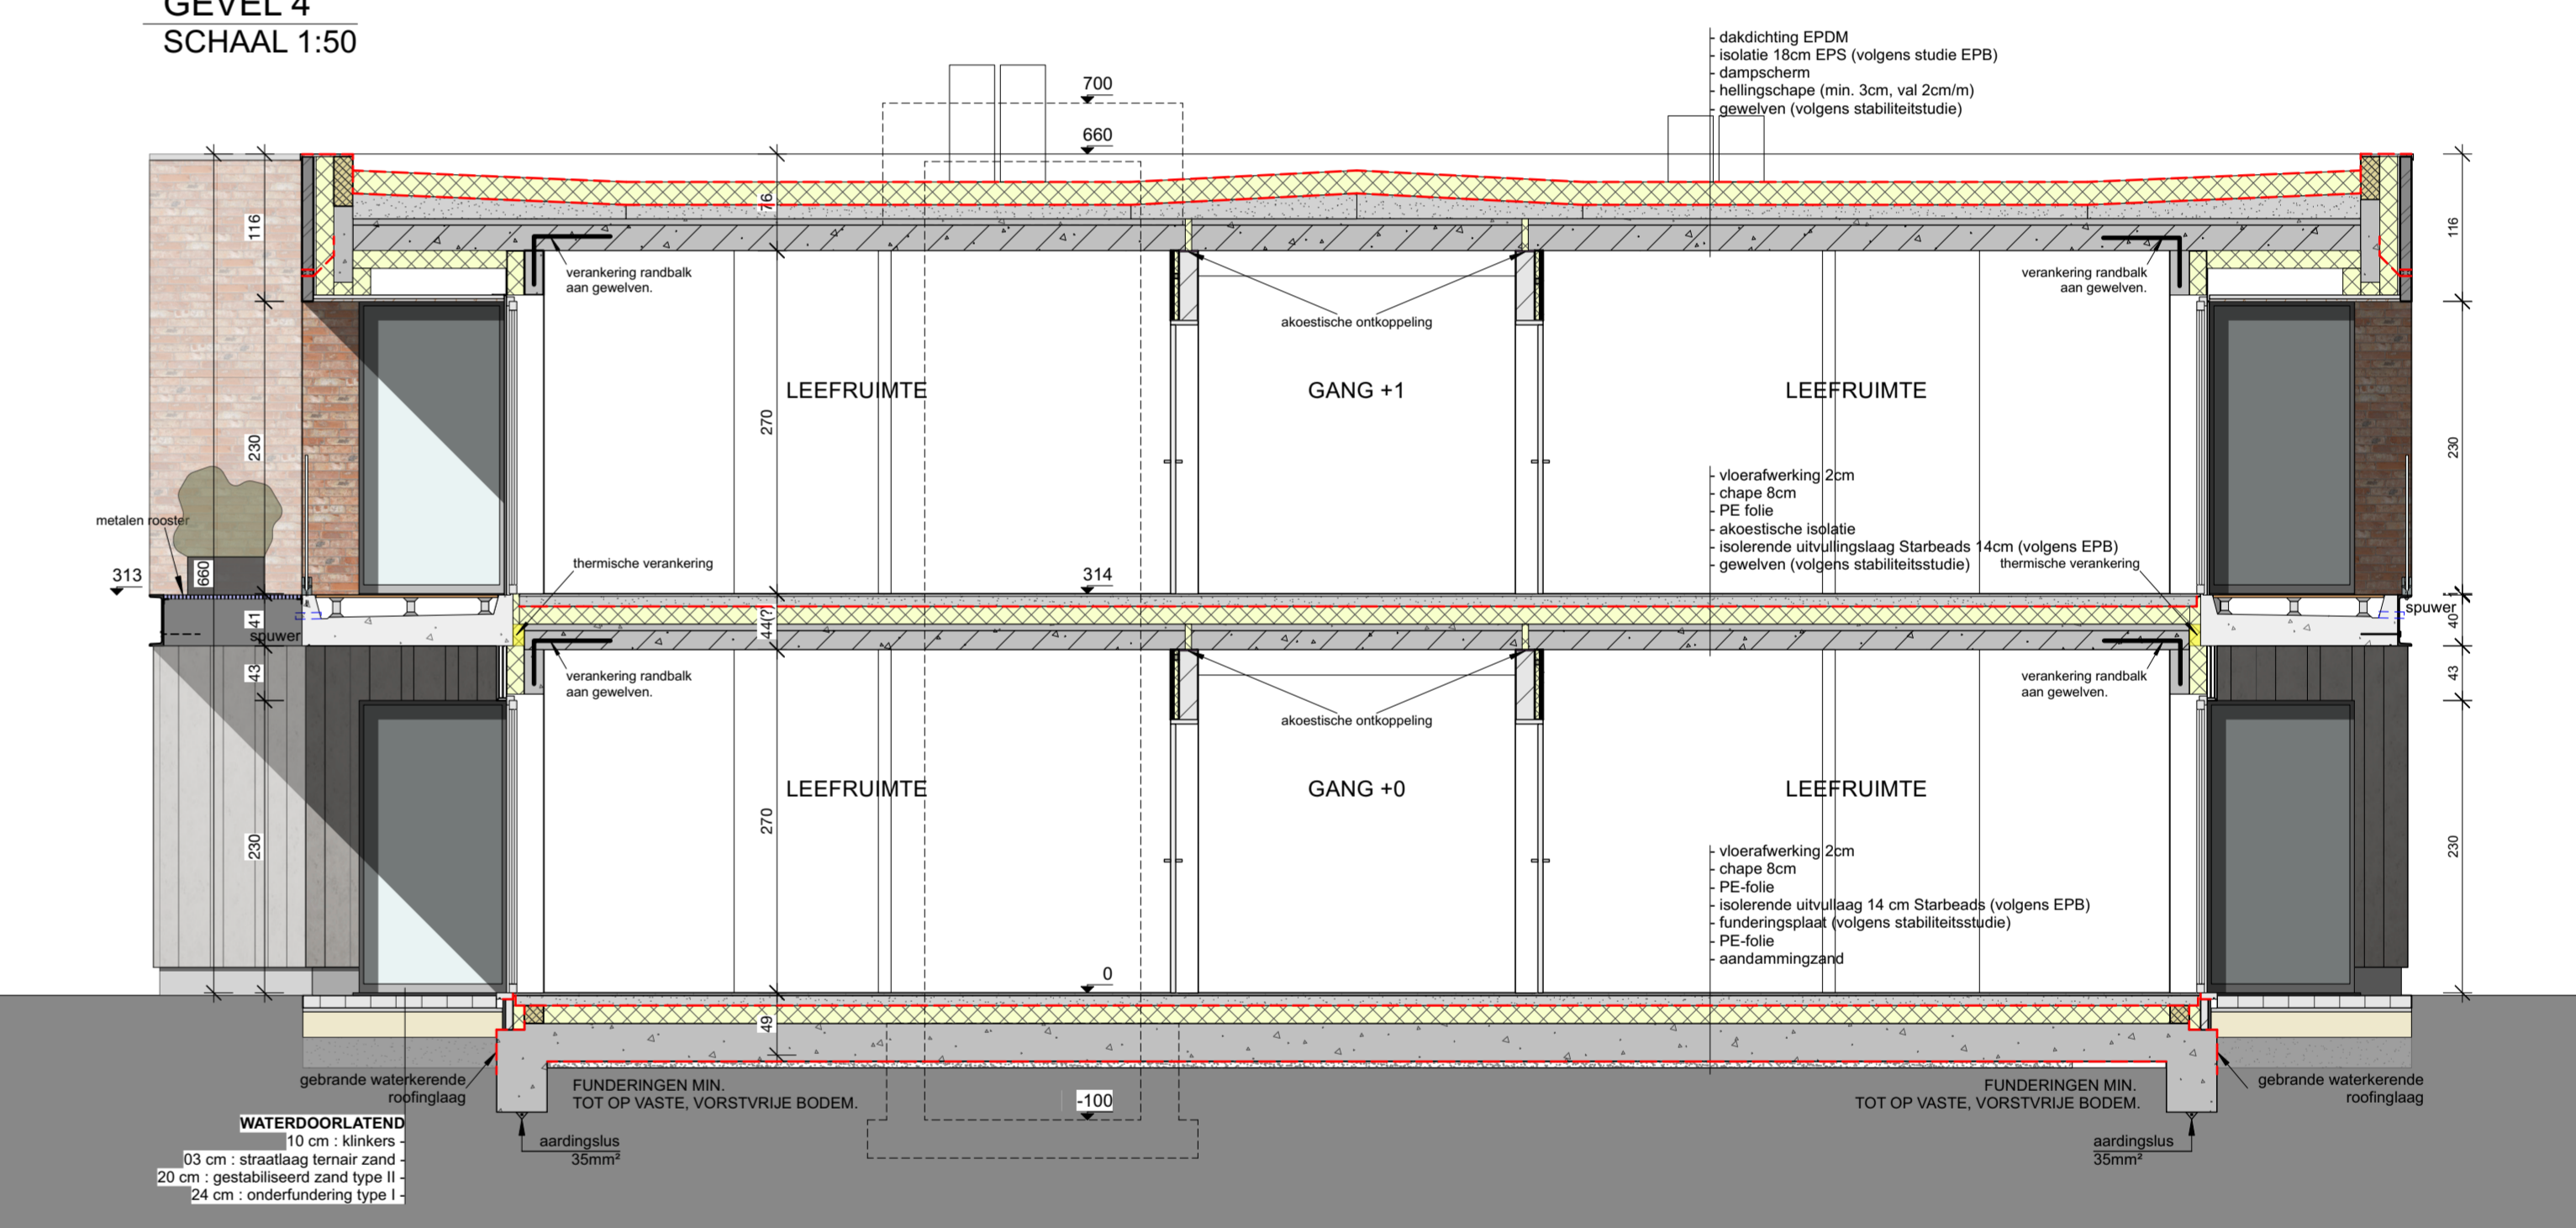 GEVEL 4
SCHAAL 1:50
- dakdichting EPDM
- isolatie 18cm EPS (volgens studie EPB)
- dampscherm
- hellingschape (min. 3cm, val 2cm/m)
- gewelven (volgens stabiliteitstudie)
700
660
116
76
116
verankering randbalk
aan gewelven.
akoestische ontkoppeling
verankering randbalk
aan gewelven.
LEEFRUIMTE
GANG +1
LEEFRUIMTE
230
270
230
- vloerafwerking 2cm
- chape 8cm
- PE folie
- akoestische isolatie
- isolerende uitvullingslaag Starbeads 14cm (volgens EPB)
- gewelven (volgens stabiliteitsstudie)
metalen rooster
660
thermische verankering
thermische verankering
313
314
41
spuwer
44(?)
spuwer
40
43
verankering randbalk
aan gewelven.
akoestische ontkoppeling
verankering randbalk
aan gewelven.
43
LEEFRUIMTE
GANG +0
LEEFRUIMTE
230
270
230
- vloerafwerking 2cm
- chape 8cm
- PE-folie
- isolerende uitvullaag 14 cm Starbeads (volgens EPB)
- funderingsplaat (volgens stabiliteitsstudie)
- PE-folie
- aandammingzand
0
49
gebrande waterkerende
roofinglaag
FUNDERINGEN MIN.
TOT OP VASTE, VORSTVRIJE BODEM.
-100
FUNDERINGEN MIN.
TOT OP VASTE, VORSTVRIJE BODEM.
gebrande waterkerende
roofinglaag
WATERDOORLATEND
10 cm : klinkers -
03 cm : straatlaag ternair zand -
20 cm : gestabiliseerd zand type II -
24 cm : onderfundering type I -
aardingslus
35mm²
aardingslus
35mm²